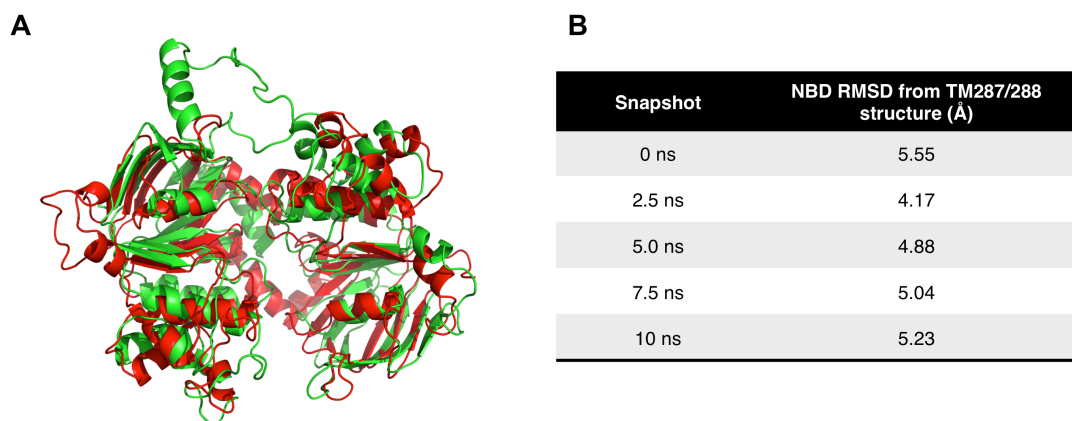 A
B
Snapshot
NBD RMSD from TM287/288
structure (Å)
0 ns
5.55
2.5 ns
4.17
5.0 ns
4.88
7.5 ns
5.04
10 ns
5.23